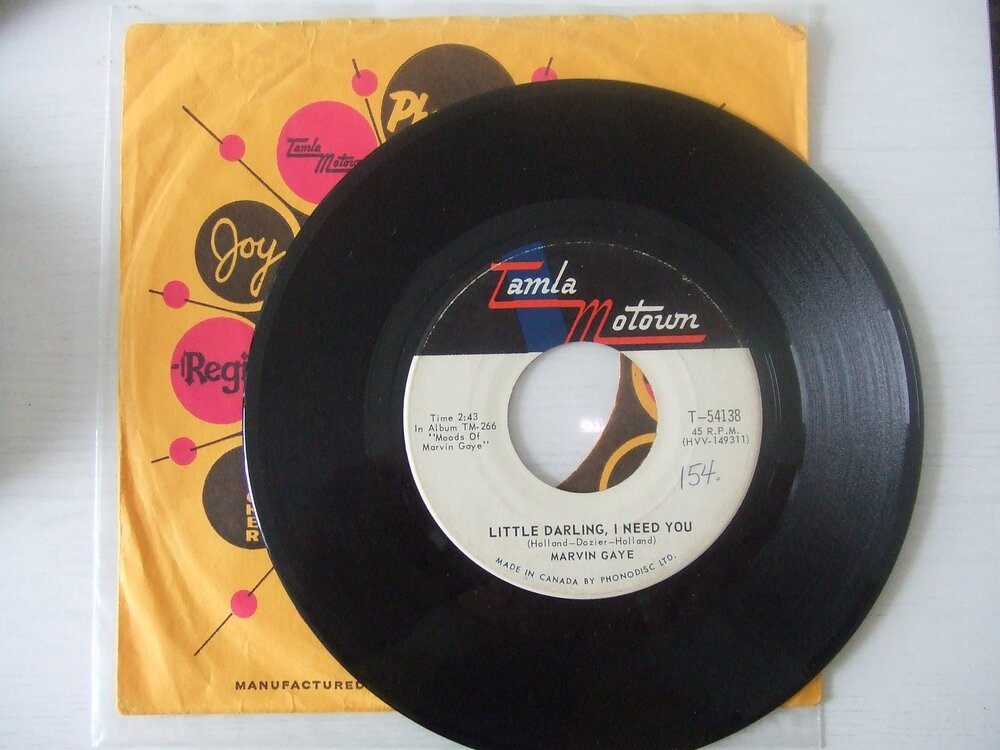 Tamla
Motown
Joy
MANUFACTURED
Tamla
Motown
Time 2:43
In Album TM-266
"Moods Of
Marvin Gaye"
T-54138
45 R.P.M.
(HVV-149311)
154.
LITTLE DARLING, I NEED YOU
(Holland-Dozier-Holland)
MARVIN GAYE
MADE IN CANADA BY PHONODISC LTD.